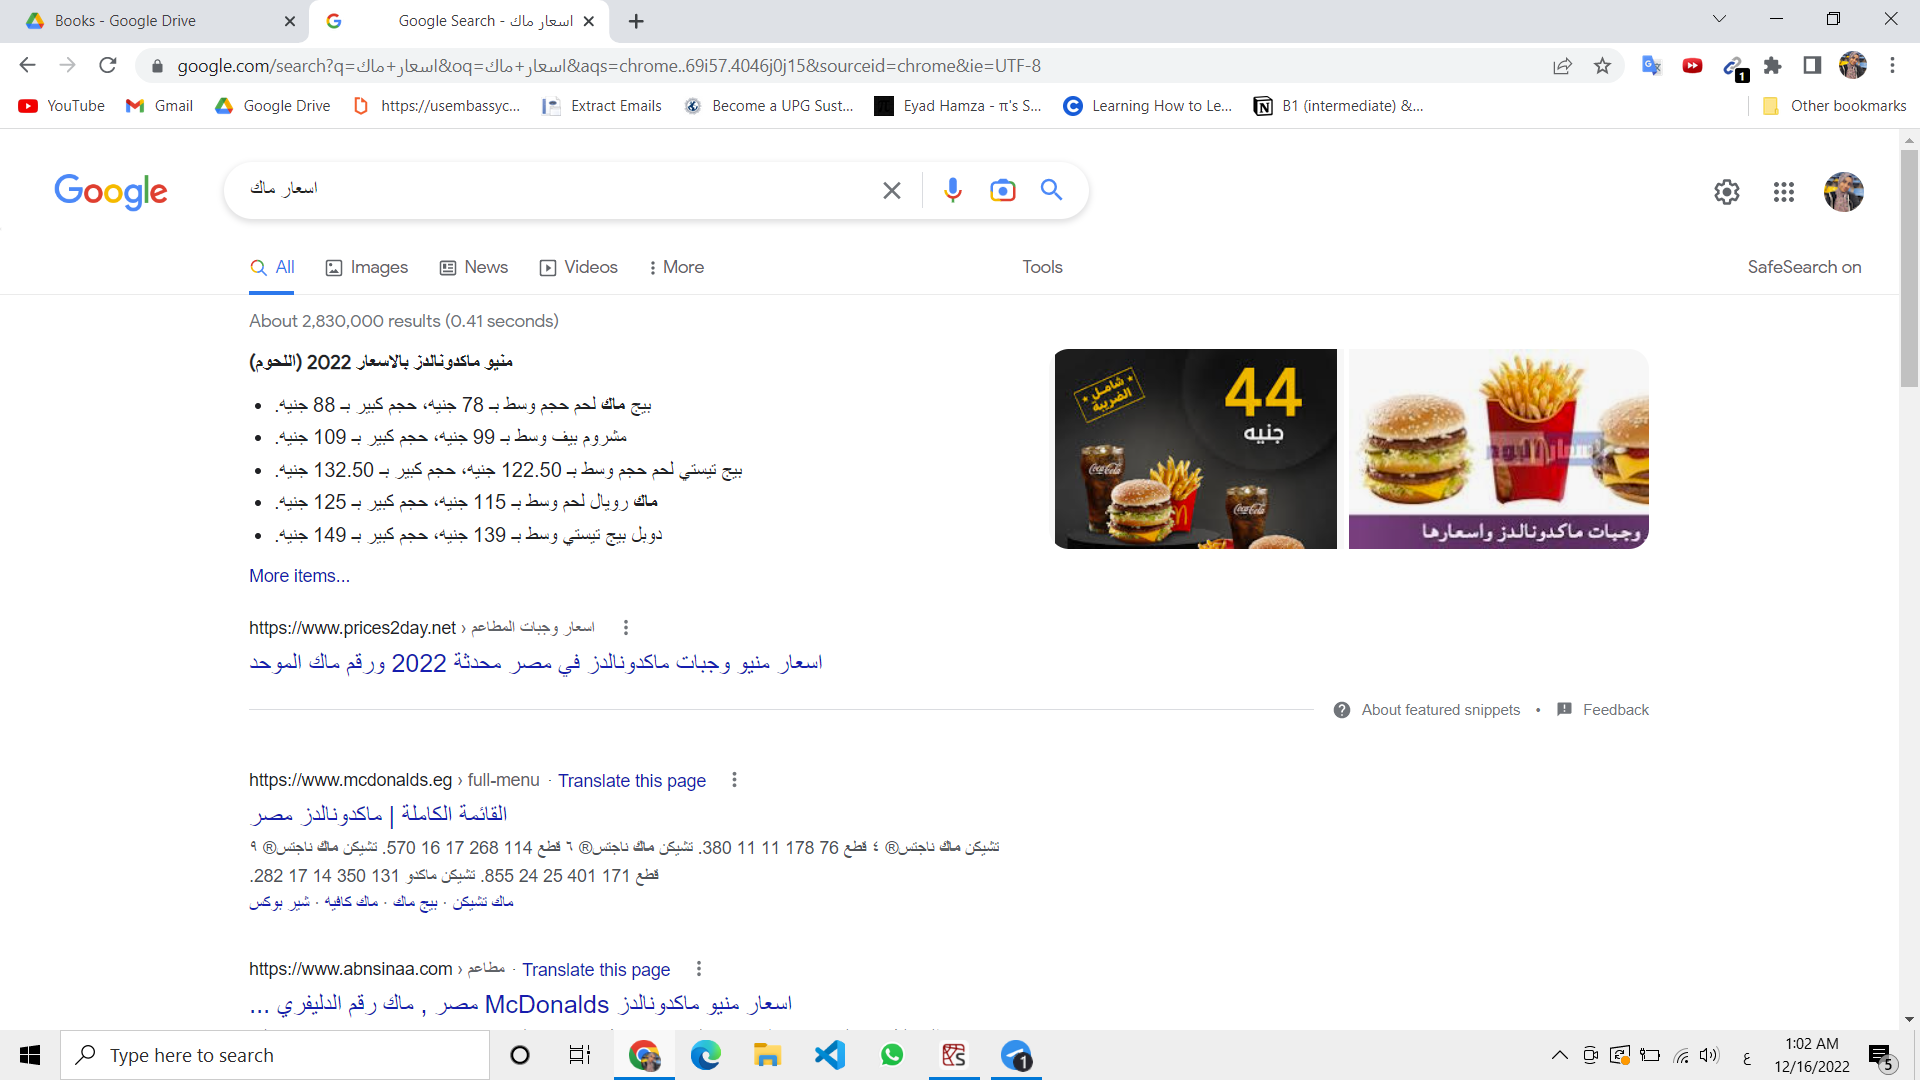 Books - Google Drive
اسعار ماك - Google Search
google.com/search?q=اسعار+ماك&oq=اسعار+ماك&aqs=chrome..69i57.4046j0j15&sourceid=chrome&ie=UTF-8
1
YouTube
Gmail
Google Drive
https://usembassyc...
Extract Emails
Become a UPG Sust...
Eyad Hamza - π's S...
Learning How to Le...
B1 (intermediate) &...
Other bookmarks
Google
اسعار ماك
All
Images
News
Videos
More
Tools
SafeSearch on
About 2,830,000 results (0.41 seconds)
منيو ماكدونالدز بالاسعار 2022 (اللحوم)
بيج ماك لحم حجم وسط بـ 78 جنيه، حجم كبير بـ 88 جنيه.
مشروم بيف وسط بـ 99 جنيه، حجم كبير بـ 109 جنيه.
بيج تيستي لحم حجم وسط بـ 122.50 جنيه، حجم كبير بـ 132.50 جنيه.
ماك رويال لحم وسط بـ 115 جنيه، حجم كبير بـ 125 جنيه.
دوبل بيج تيستي وسط بـ 139 جنيه، حجم كبير بـ 149 جنيه.
More items...
شامل
الضريبة
44
جنيه
Coca-Cola
Coca-Cola
أسعار اليوم
وجبات ماكدونالدز واسعارها
https://www.prices2day.net › اسعار وجبات المطاعم
اسعار منيو وجبات ماكدونالدز في مصر محدثة 2022 ورقم ماك الموحد
About featured snippets • Feedback
https://www.mcdonalds.eg › full-menu · Translate this page
القائمة الكاملة | ماكدونالدز مصر
تشيكن ماك ناجتس® ٤ قطع 76 178 11 11 380. تشيكن ماك ناجتس® ٦ قطع 114 268 17 16 570. تشيكن ماك ناجتس® ٩
قطع 171 401 25 24 855. تشيكن ماكدو 131 350 14 17 282.
ماك تشيكن · بيج ماك · ماك كافيه · شير بوكس
https://www.abnsinaa.com › مطاعم · Translate this page
اسعار منيو ماكدونالدز McDonalds مصر , ماك رقم الدليفري ...
Type here to search
1
ع
1:02 AM
12/16/2022
5